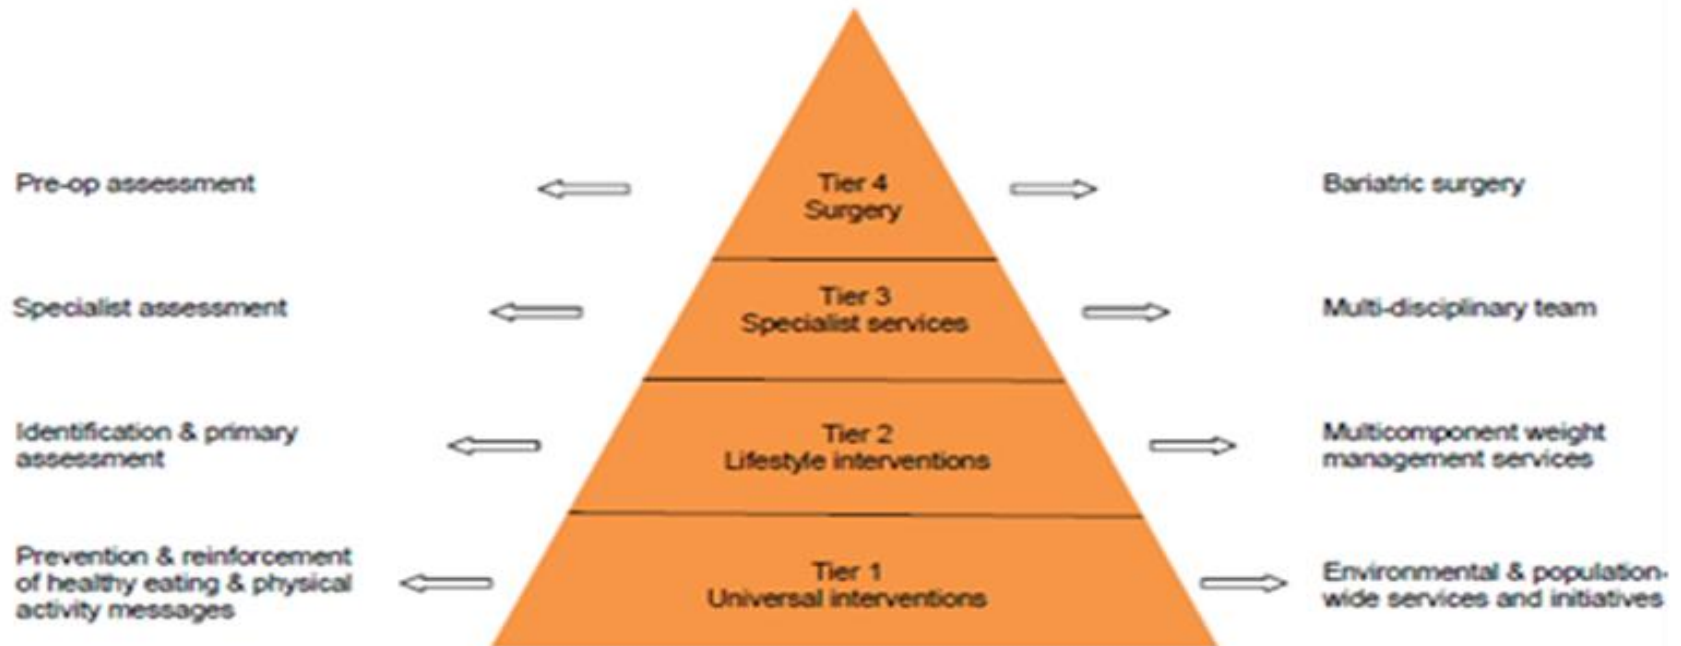 Pre-op assessment
Tier 4
Surgery
Bariatric surgery
Specialist assessment
Tier 3
Specialist services
Multi-disciplinary team
Identification & primary
assessment
Tier 2
Lifestyle interventions
Multicomponent weight
management services
Prevention & reinforcement
of healthy eating & physical
activity messages
Tier 1
Universal interventions
Environmental & population-
wide services and initiatives